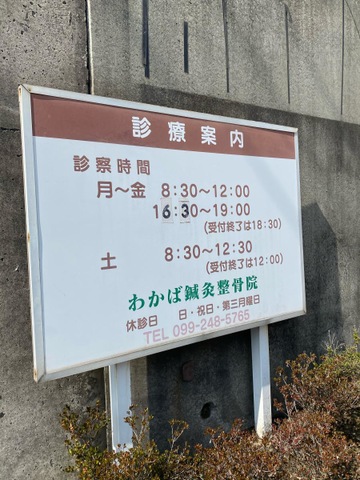 診療案内
診察時間
月～金 8:30～12:00
16:30～19:00
(受付終了は18:30)
土 8:30～12:30
(受付終了は12:00)
わかば鍼灸整骨院
休診日 日・祝日・第三月曜日
TEL 099-248-5765